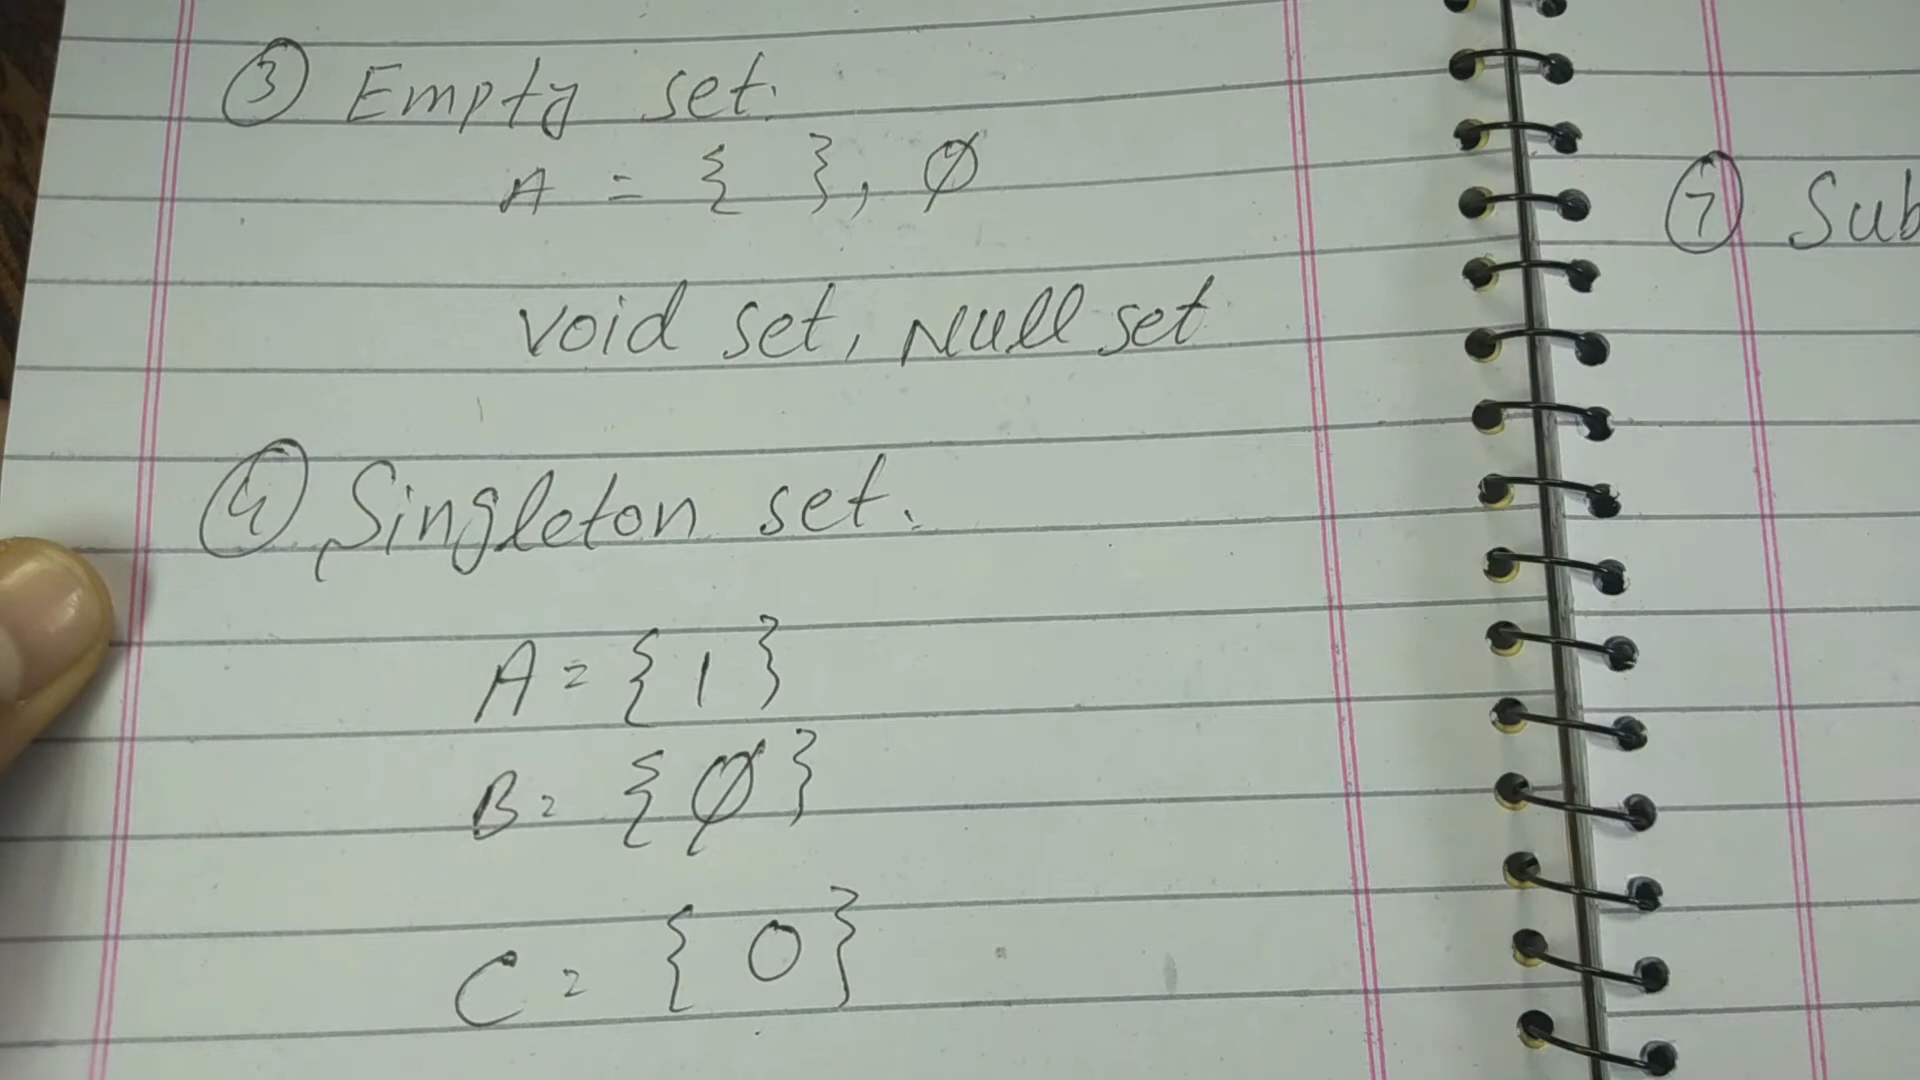 ③ Empty set.
A = { }, Ø
void set, Null set
④ Singleton set.
A = { 1 }
B = { Ø }
C = { 0 }
⑦ Sub